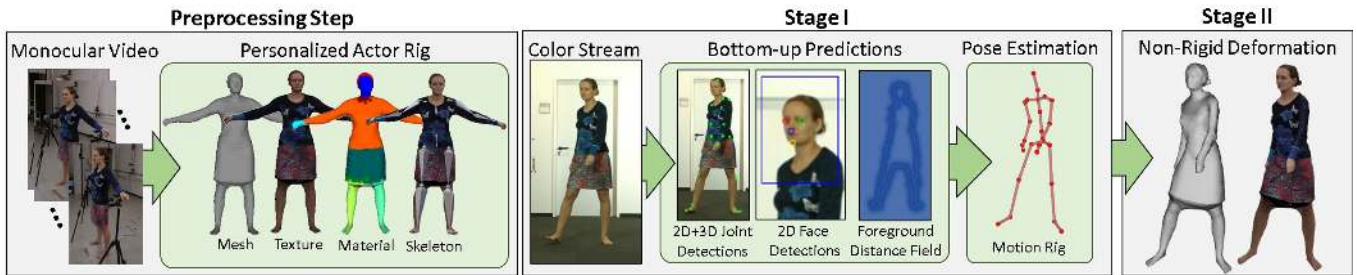 Preprocessing Step
Stage I
Stage II
Monocular Video
Personalized Actor Rig
Color Stream
Bottom-up Predictions
Pose Estimation
Non-Rigid Deformation
Mesh
Texture
Material
Skeleton
2D+3D Joint
Detections
2D Face
Detections
Foreground
Distance Field
Motion Rig